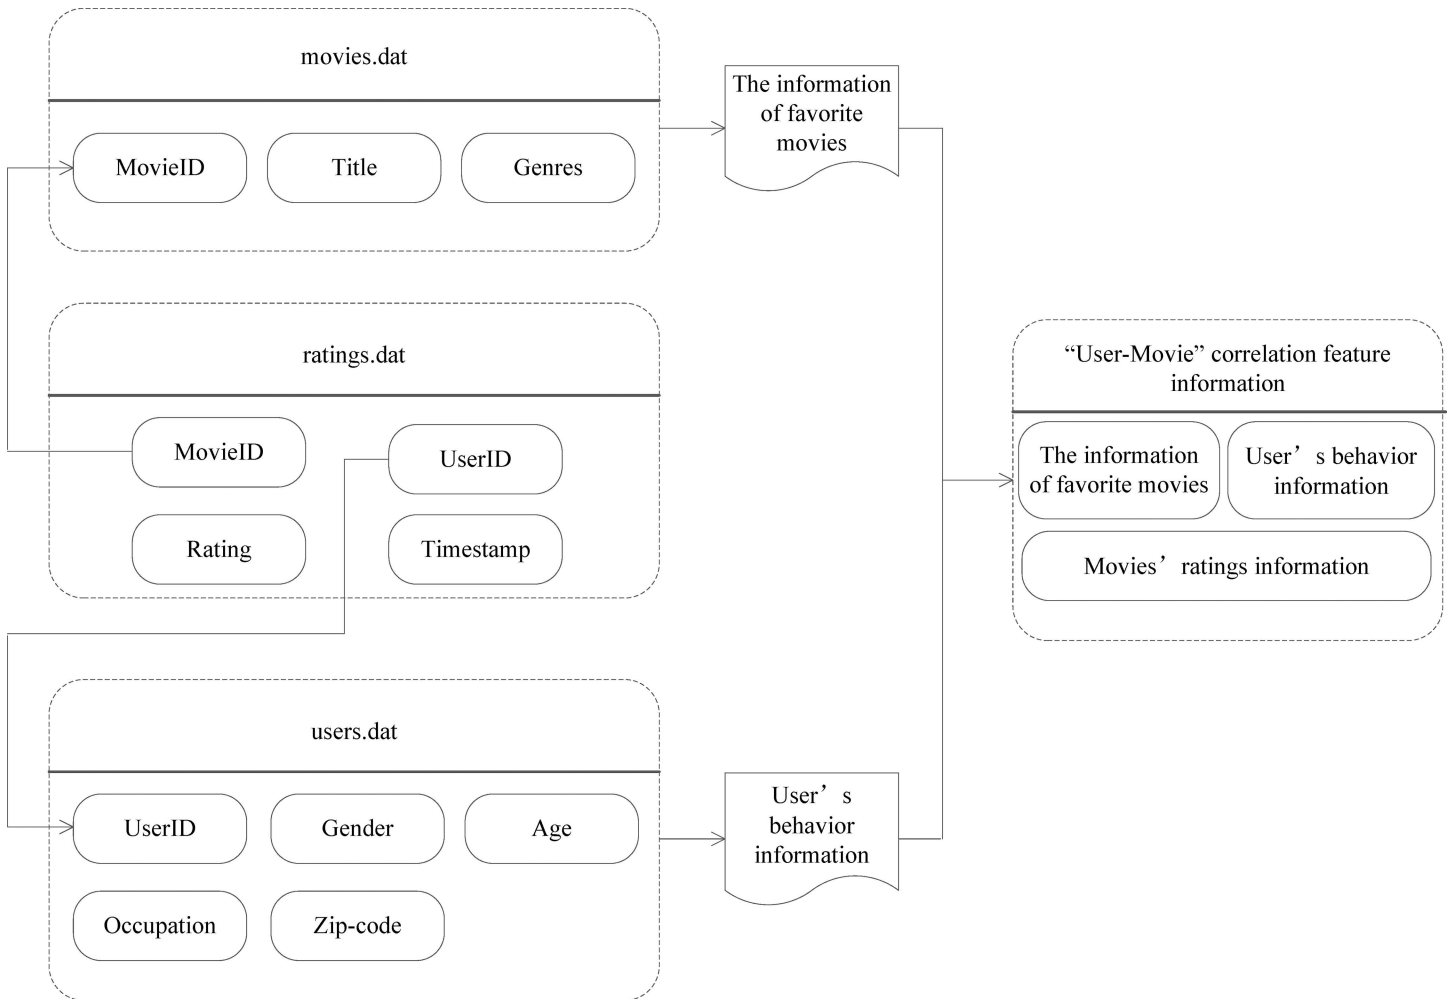 movies.dat
MovieID
Title
Genres
The information
of favorite
movies
ratings.dat
MovieID
UserID
Rating
Timestamp
users.dat
UserID
Gender
Age
Occupation
Zip-code
User’s
behavior
information
“User-Movie” correlation feature
information
The information
of favorite movies
User’s behavior
information
Movies’ ratings information